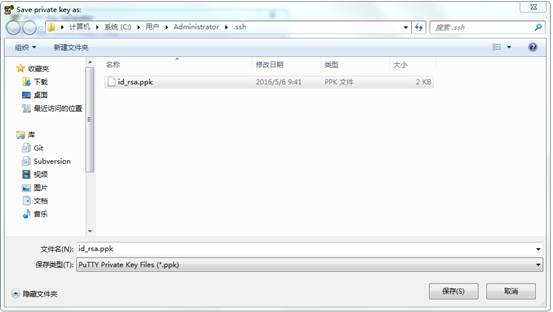 Save private key as:
计算机 ▸ 系统 (C:) ▸ 用户 ▸ Administrator ▸ .ssh
搜索 .ssh
组织 新建文件夹
名称 修改日期 类型 大小
收藏夹
下载
桌面
最近访问的位置
库
Git
Subversion
视频
图片
文档
音乐
id_rsa.ppk 2016/5/6 9:41 PPK 文件 2 KB
文件名(N): id_rsa.ppk
保存类型(T): PuTTY Private Key Files (*.ppk)
隐藏文件夹 保存(S) 取消